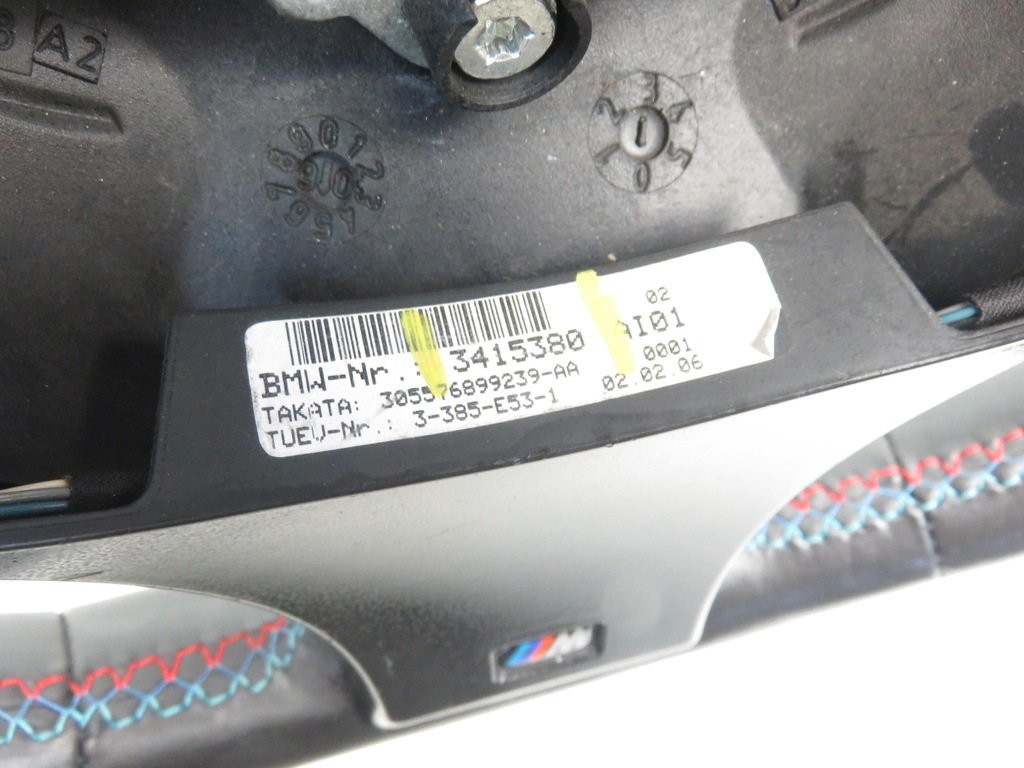 A2
02
BMW-Nr.: 3415380 AI01
TAKATA: 305576899239-AA 0001
TUEV-Nr.: 3-385-E53-1 02.02.06
M